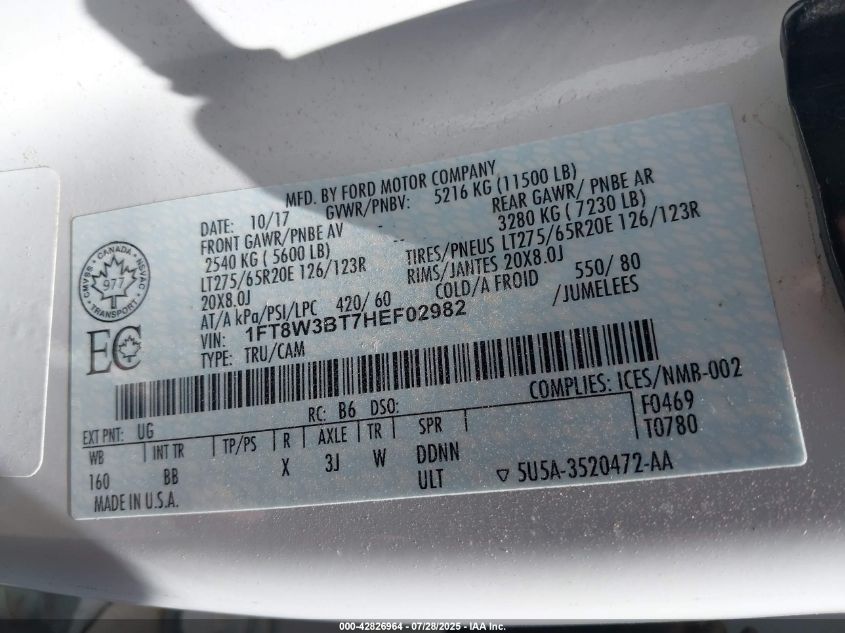 MFD. BY FORD MOTOR COMPANY
DATE: 10/17 GVWR/PNBV: 5216 KG (11500 LB)
FRONT GAWR/PNBE AV REAR GAWR/ PNBE AR
2540 KG ( 5600 LB) 3280 KG ( 7230 LB)
LT275/65R20E 126/123R TIRES/PNEUS LT275/65R20E 126/123R
20X8.0J RIMS/JANTES 20X8.0J
AT/A kPa/PSI/LPC 420/ 60 COLD/A FROID 550/ 80
VIN: 1FT8W3BT7HEF02982 /JUMELEES
TYPE: TRU/CAM
CANADA
CMVSS NSVAC
977
TRANSPORT
EC
COMPLIES: ICES/NMB-002
RC: B6 DSO: F0469
EXT PNT: UG T0780
WB INT TR TP/PS R AXLE TR SPR
160 BB X 3J W DDNN
ULT 5U5A-3520472-AA
MADE IN U.S.A.
000-42826964 - 07/28/2025 - IAA Inc.